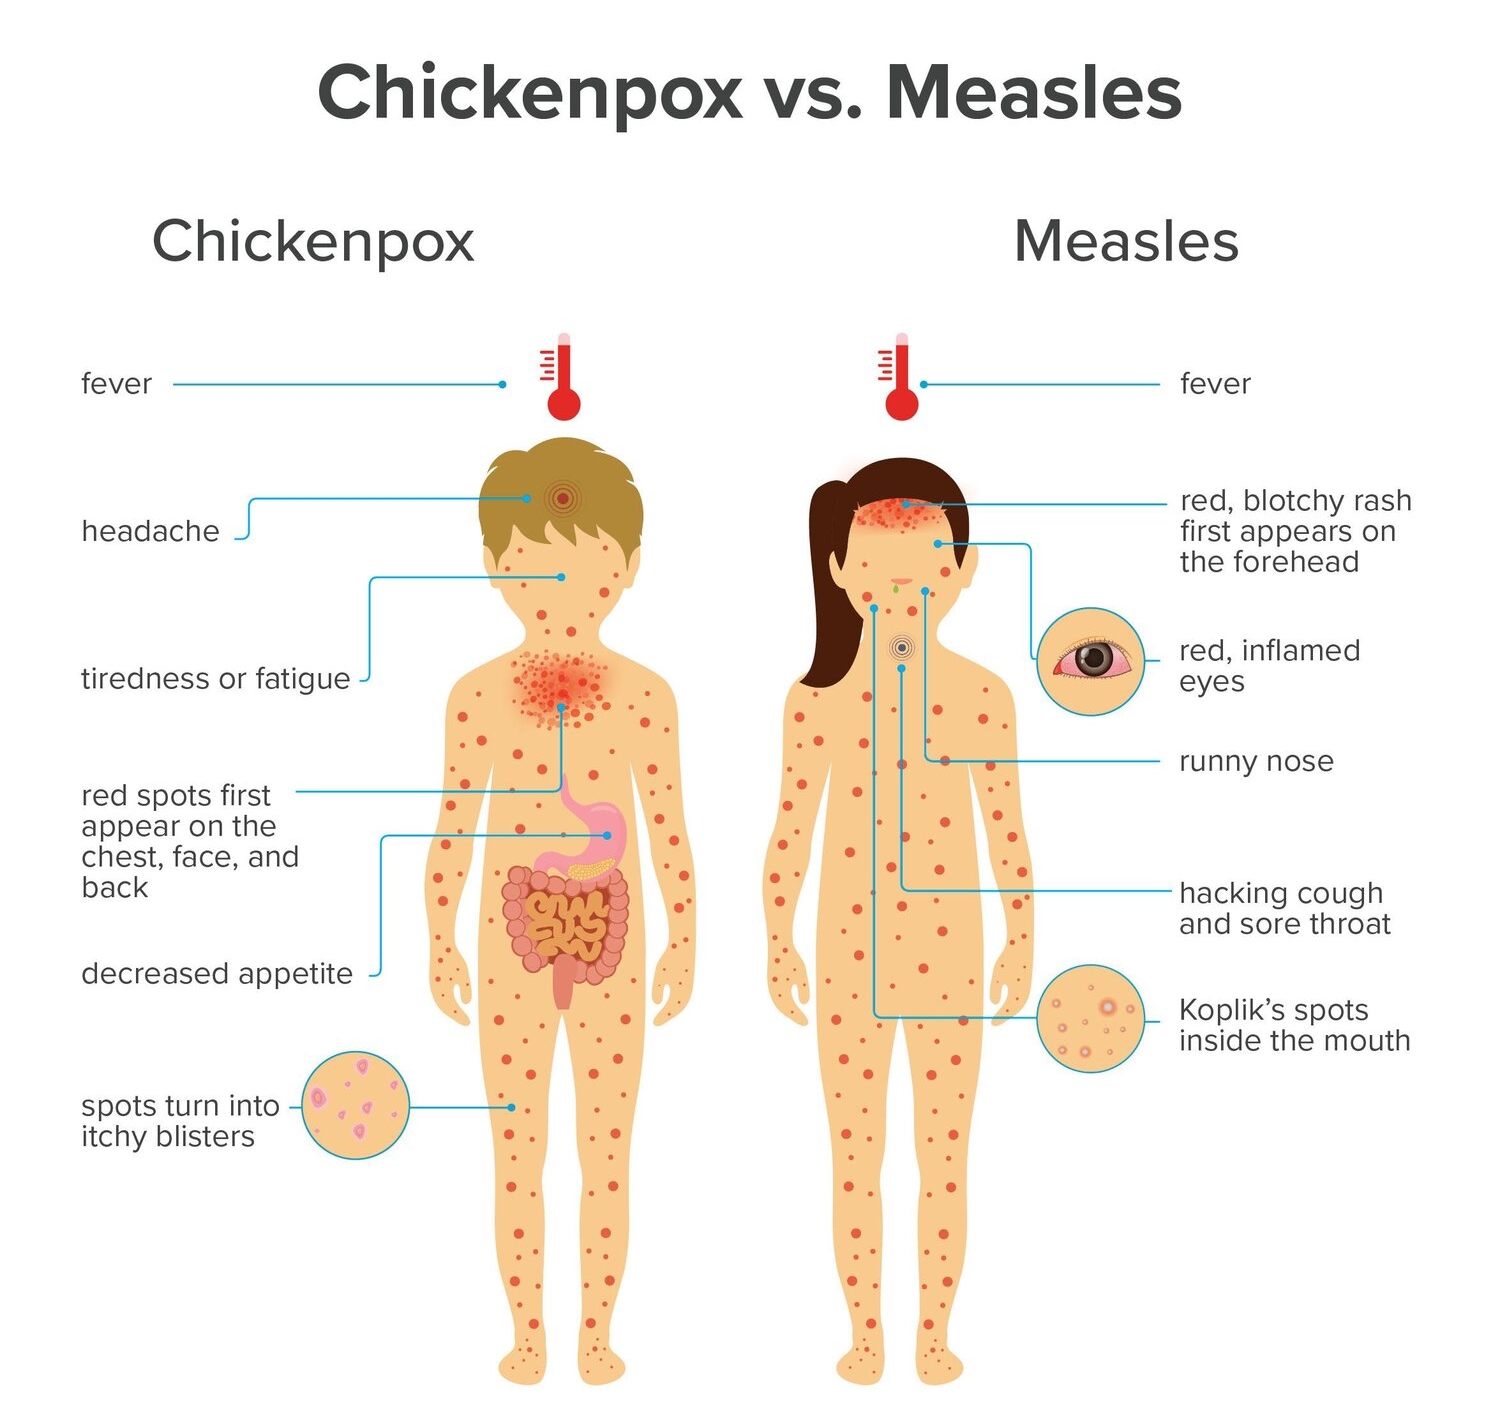 Chickenpox vs. Measles
Chickenpox
fever
headache
tiredness or fatigue
red spots first
appear on the
chest, face, and
back
decreased appetite
spots turn into
itchy blisters
Measles
fever
red, blotchy rash
first appears on
the forehead
red, inflamed
eyes
runny nose
hacking cough
and sore throat
Koplik’s spots
inside the mouth